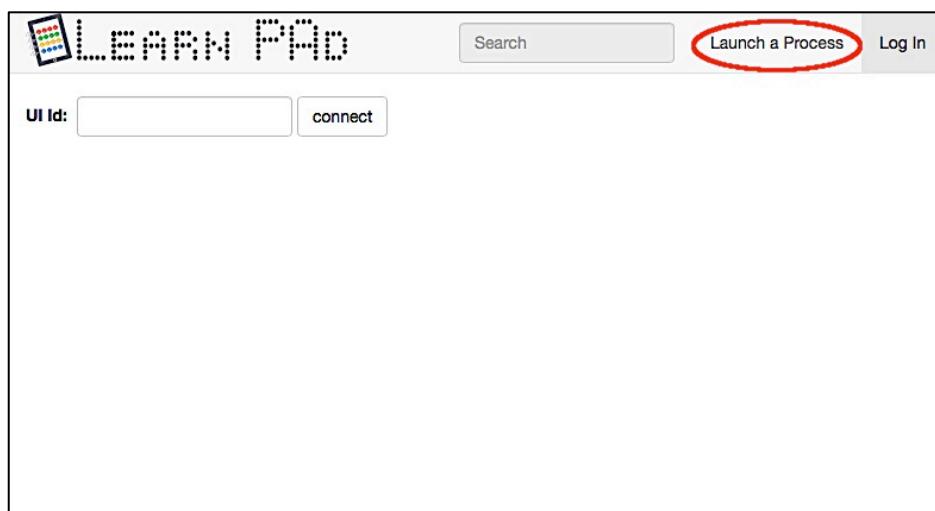 LEARN PAD
Search
Launch a Process
Log In
UI Id:
connect